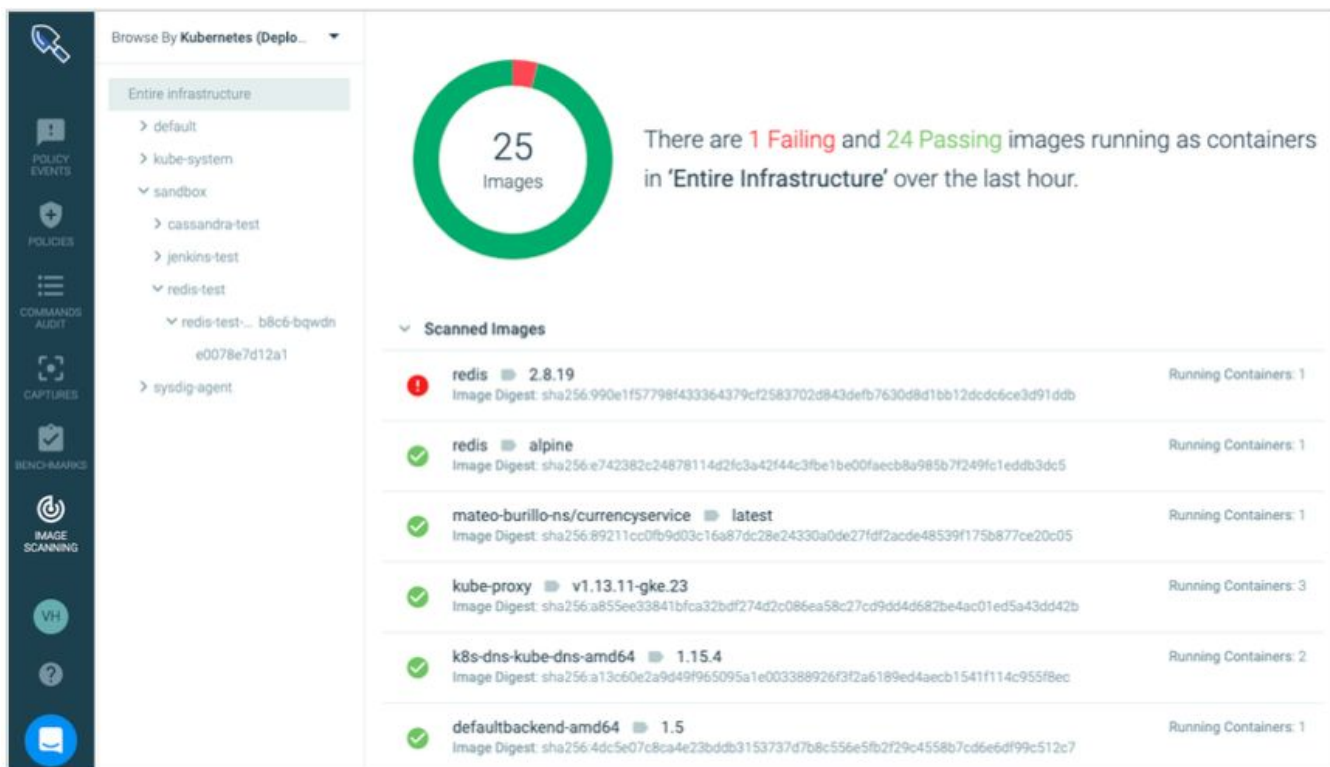 Browse By Kubernetes (Deplo...
Entire infrastructure
> default
> kube-system
sandbox
> cassandra-test
> jenkins-test
redis-test
redis-test-... b8c6-bqwdn
e0078e7d12a1
> sysdig-agent
POLICY
EVENTS
POLICIES
COMMANDS
AUDIT
CAPTURES
BENCHMARKS
IMAGE
SCANNING
VH
?
25
Images
There are 1 Failing and 24 Passing images running as containers
in 'Entire Infrastructure' over the last hour.
Scanned Images
redis 2.8.19 Running Containers: 1
Image Digest: sha256:990e1f57798f433364379cf2583702d843defb7630d8d1bb12dcdc6ce3d91ddb
redis alpine Running Containers: 1
Image Digest: sha256:e742382c24878114d2fc3a42f44c3fbe1be00faecb8a985b7f249fc1eddb3dc5
mateo-burillo-ns/currencyservice latest Running Containers: 1
Image Digest: sha256:89211cc0fb9d03c16a87dc28e24330a0de27fdf2acde48539f175b877ce20c05
kube-proxy v1.13.11-gke.23 Running Containers: 3
Image Digest: sha256:a855ee33841bfca32bdf274d2c086ea58c27cd9dd4d682be4ac01ed5a43dd42b
k8s-dns-kube-dns-amd64 1.15.4 Running Containers: 2
Image Digest: sha256:a13c60e2a9d49f965095a1e003388926f3f2a6189ed4aecb1541f114c955f8ec
defaultbackend-amd64 1.5 Running Containers: 1
Image Digest: sha256:4dc5e07c8ca4e23bddb3153737d7b8c556e5fb2f29c4558b7cd6e6df99c512c7